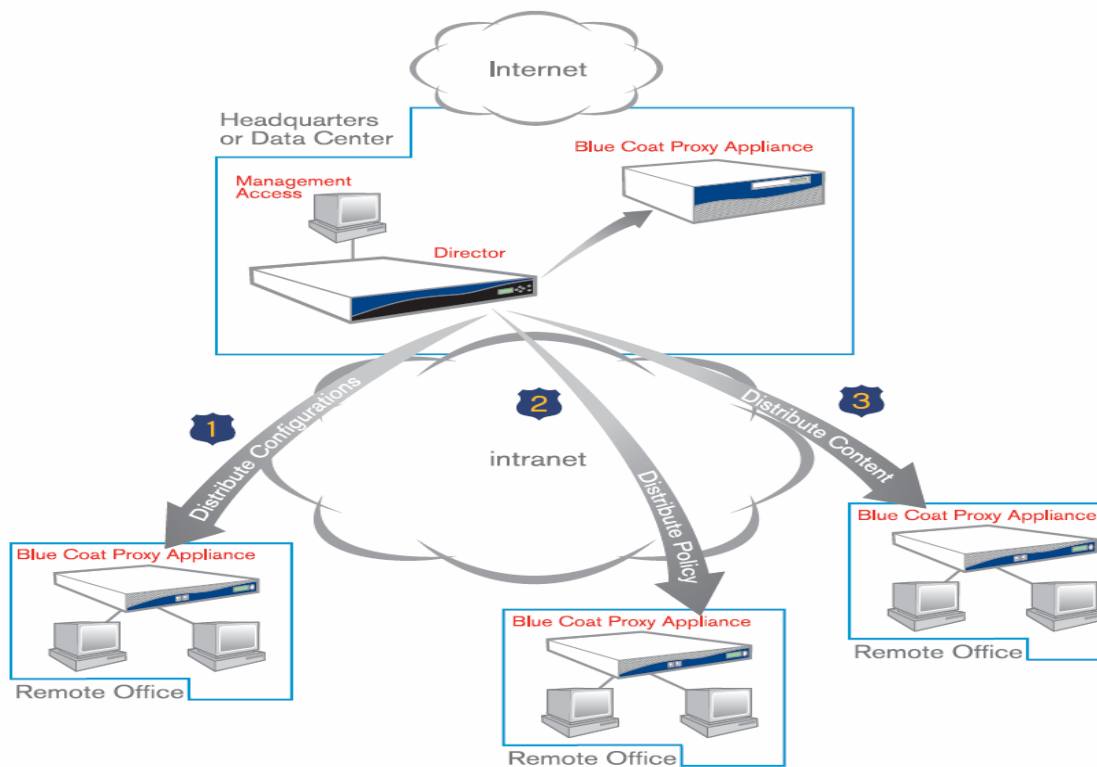 Internet
Headquarters
or Data Center
Blue Coat Proxy Appliance
Management
Access
Director
1
Distribute Configurations
2
Distribute Policy
3
Distribute Content
intranet
Blue Coat Proxy Appliance
Remote Office
Blue Coat Proxy Appliance
Remote Office
Blue Coat Proxy Appliance
Remote Office